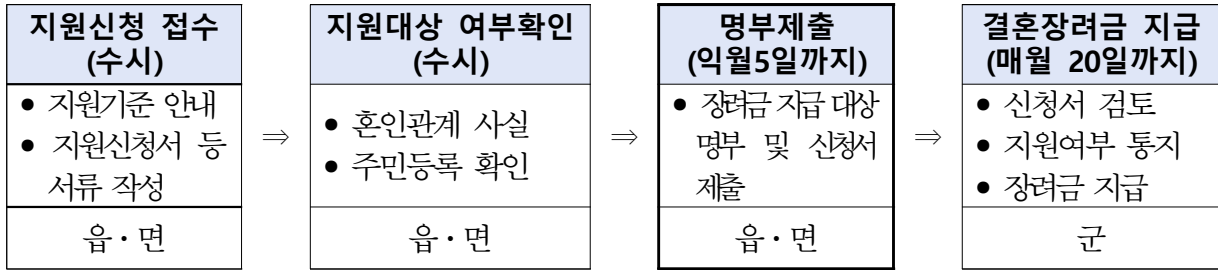 지원신청 접수
(수시)
• 지원기준 안내
• 지원신청서 등
서류 작성
읍·면
⇒
지원대상 여부확인
(수시)
• 혼인관계 사실
• 주민등록 확인
읍·면
⇒
명부제출
(익월5일까지)
• 장려금 지급 대상
명부 및 신청서
제출
읍·면
⇒
결혼장려금 지급
(매월 20일까지)
• 신청서 검토
• 지원여부 통지
• 장려금 지급
군